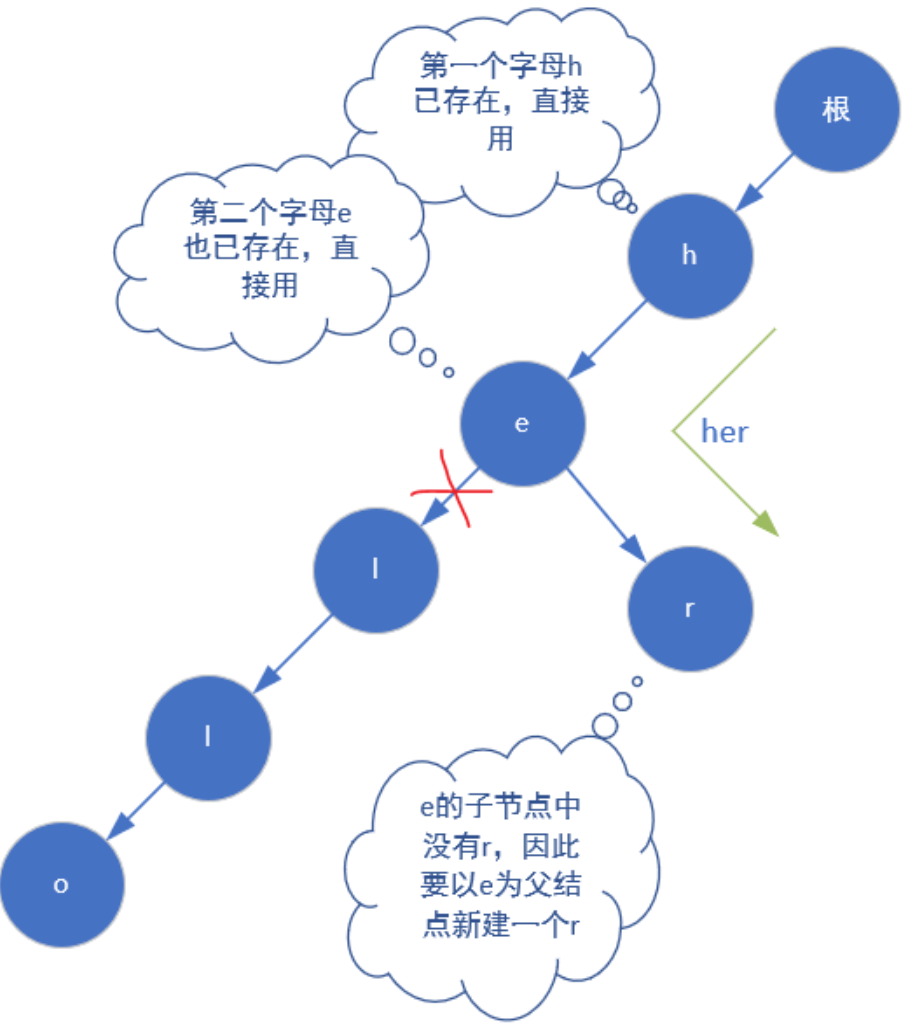 第一个字母h
已存在，直接
用
根
第二个字母e
也已存在，直
接用
h
e
her
l
r
l
e的子节点中
没有r，因此
要以e为父结
点新建一个r
o